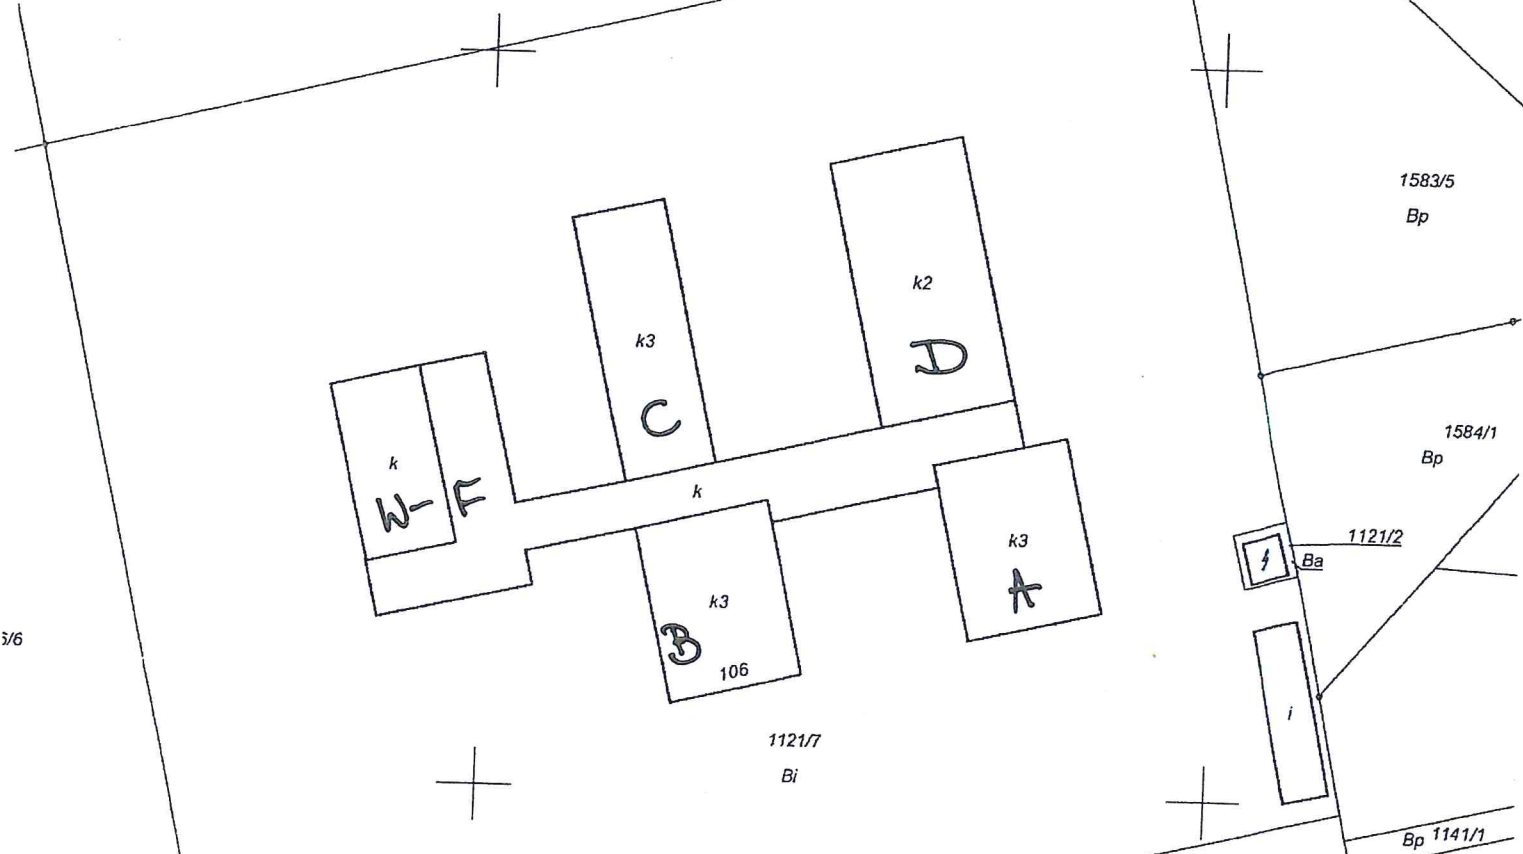 1583/5
Bp
k2
k3
D
C
1584/1
Bp
k
W-F
k
k3
A
1121/2
Ba
k3
B
106
i
1121/7
Bi
Bp 1141/1